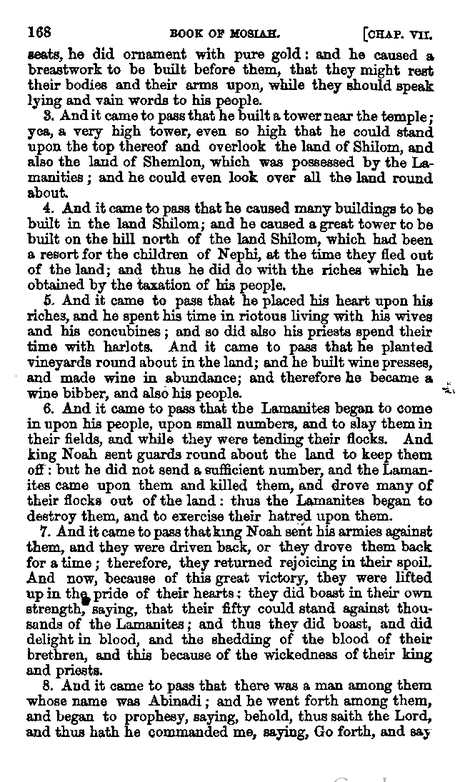 168 BOOK OF MOSIAH. [CHAP. VII.
seats, he did ornament with pure gold: and he caused a
breastwork to be built before them, that they might rest
their bodies and their arms upon, while they should speak
lying and vain words to his people.
3. And it came to pass that he built a tower near the temple;
yea, a very high tower, even so high that he could stand
upon the top thereof and overlook the land of Shilom, and
also the land of Shemlon, which was possessed by the La-
manities; and he could even look over all the land round
about.
4. And it came to pass that he caused many buildings to be
built in the land Shilom; and he caused a great tower to be
built on the hill north of the land Shilom, which had been
a resort for the children of Nephi, at the time they fled out
of the land; and thus he did do with the riches which he
obtained by the taxation of his people.
5. And it came to pass that he placed his heart upon his
riches, and he spent his time in riotous living with his wives
and his concubines; and so did also his priests spend their
time with harlots. And it came to pass that he planted
vineyards round about in the land; and he built wine presses,
and made wine in abundance; and therefore he became a
wine bibber, and also his people.
6. And it came to pass that the Lamanites began to come
in upon his people, upon small numbers, and to slay them in
their fields, and while they were tending their flocks. And
king Noah sent guards round about the land to keep them
off: but he did not send a sufficient number, and the Laman-
ites came upon them and killed them, and drove many of
their flocks out of the land: thus the Lamanites began to
destroy them, and to exercise their hatred upon them.
7. And it came to pass that king Noah sent his armies against
them, and they were driven back, or they drove them back
for a time; therefore, they returned rejoicing in their spoil.
And now, because of this great victory, they were lifted
up in the pride of their hearts: they did boast in their own
strength, saying, that their fifty could stand against thou-
sands of the Lamanites; and thus they did boast, and did
delight in blood, and the shedding of the blood of their
brethren, and this because of the wickedness of their king
and priests.
8. And it came to pass that there was a man among them
whose name was Abinadi; and he went forth among them,
and began to prophesy, saying, behold, thus saith the Lord,
and thus hath he commanded me, saying, Go forth, and say